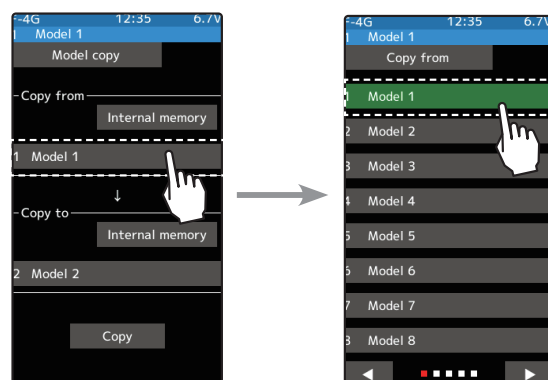 F-4G 12:35 6.7V
1 Model 1
Model copy
Copy from
Internal memory
1 Model 1
↓
Copy to
Internal memory
2 Model 2
Copy
F-4G 12:35 6.7V
1 Model 1
Copy from
1 Model 1
2 Model 2
3 Model 3
4 Model 4
5 Model 5
6 Model 6
7 Model 7
8 Model 8